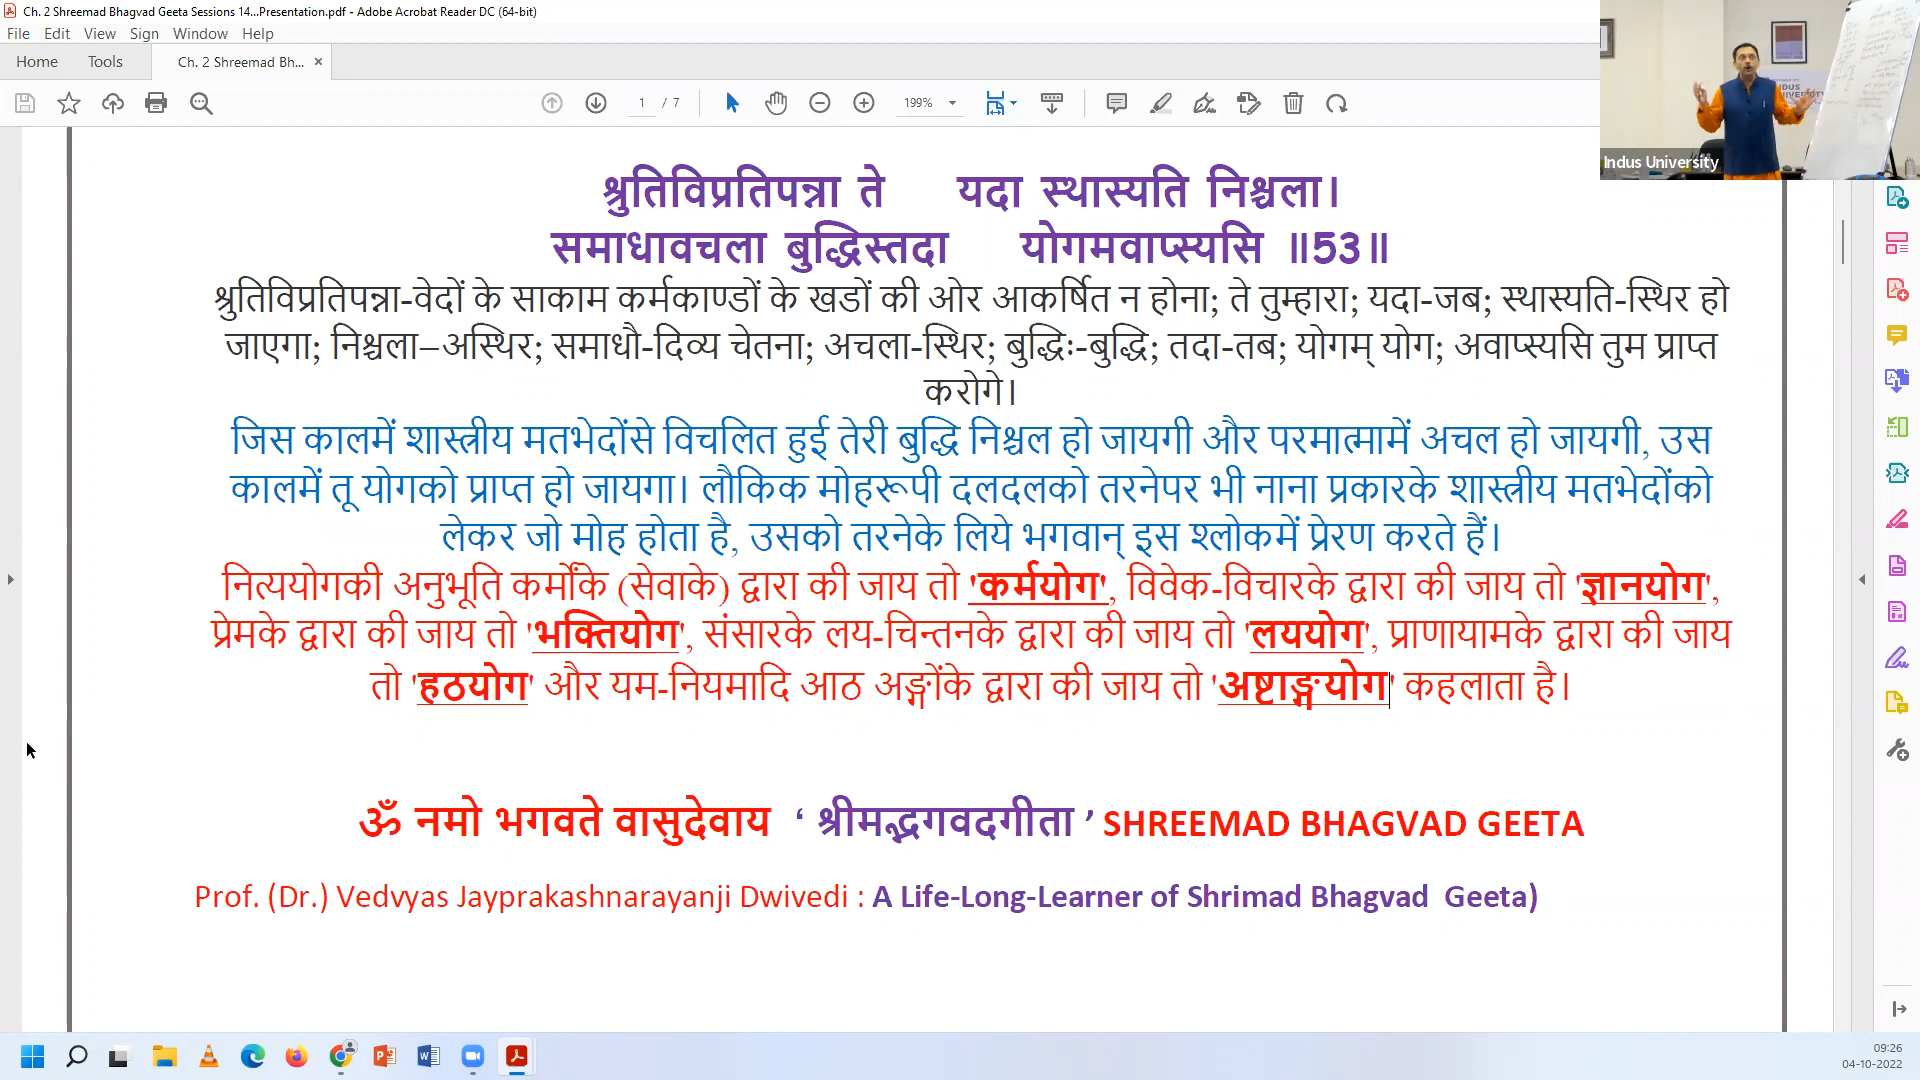 Ch. 2 Shreemad Bhagvad Geeta Sessions 14...Presentation.pdf - Adobe Acrobat Reader DC (64-bit)
File Edit View Sign Window Help
Home Tools Ch. 2 Shreemad Bh... ×
1 / 7 199%
INDUS
UNIVERSITY
Indus University
श्रुतिविप्रतिपन्ना ते यदा स्थास्यति निश्चला।
समाधावचला बुद्धिस्तदा योगमवाप्स्यसि ॥53॥
श्रुतिविप्रतिपन्ना-वेदों के साकाम कर्मकाण्डों के खडों की ओर आकर्षित न होना; ते तुम्हारा; यदा-जब; स्थास्यति-स्थिर हो
जाएगा; निश्चला–अस्थिर; समाधौ-दिव्य चेतना; अचला-स्थिर; बुद्धिः-बुद्धि; तदा-तब; योगम् योग; अवाप्स्यसि तुम प्राप्त
करोगे।
जिस कालमें शास्त्रीय मतभेदोंसे विचलित हुई तेरी बुद्धि निश्चल हो जायगी और परमात्मामें अचल हो जायगी, उस
कालमें तू योगको प्राप्त हो जायगा। लौकिक मोहरूपी दलदलको तरनेपर भी नाना प्रकारके शास्त्रीय मतभेदोंको
लेकर जो मोह होता है, उसको तरनेके लिये भगवान् इस श्लोकमें प्रेरण करते हैं।
नित्ययोगकी अनुभूति कर्मोंके (सेवाके) द्वारा की जाय तो 'कर्मयोग', विवेक-विचारके द्वारा की जाय तो 'ज्ञानयोग',
प्रेमके द्वारा की जाय तो 'भक्तियोग', संसारके लय-चिन्तनके द्वारा की जाय तो 'लययोग', प्राणायामके द्वारा की जाय
तो 'हठयोग' और यम-नियमादि आठ अङ्गोंके द्वारा की जाय तो 'अष्टाङ्गयोग' कहलाता है।
ॐ नमो भगवते वासुदेवाय ‘ श्रीमद्भगवदगीता ’ SHREEMAD BHAGVAD GEETA
Prof. (Dr.) Vedvyas Jayprakashnarayanji Dwivedi : A Life-Long-Learner of Shrimad Bhagvad Geeta)
09:26
04-10-2022